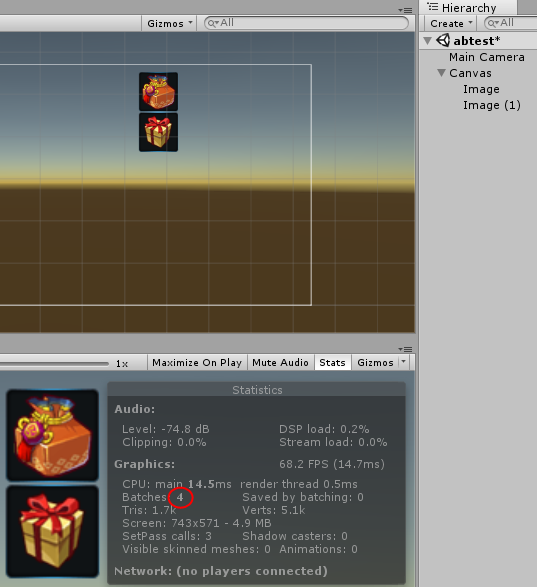 Gizmos All
Hierarchy
Create All
abtest*
Main Camera
Canvas
Image
Image (1)
1x Maximize On Play Mute Audio Stats Gizmos
Statistics
Audio:
Level: -74.8 dB DSP load: 0.2%
Clipping: 0.0% Stream load: 0.0%
Graphics: 68.2 FPS (14.7ms)
CPU: main 14.5ms render thread 0.5ms
Batches: 4 Saved by batching: 0
Tris: 1.7k Verts: 5.1k
Screen: 743x571 - 4.9 MB
SetPass calls: 3 Shadow casters: 0
Visible skinned meshes: 0 Animations: 0
Network: (no players connected)